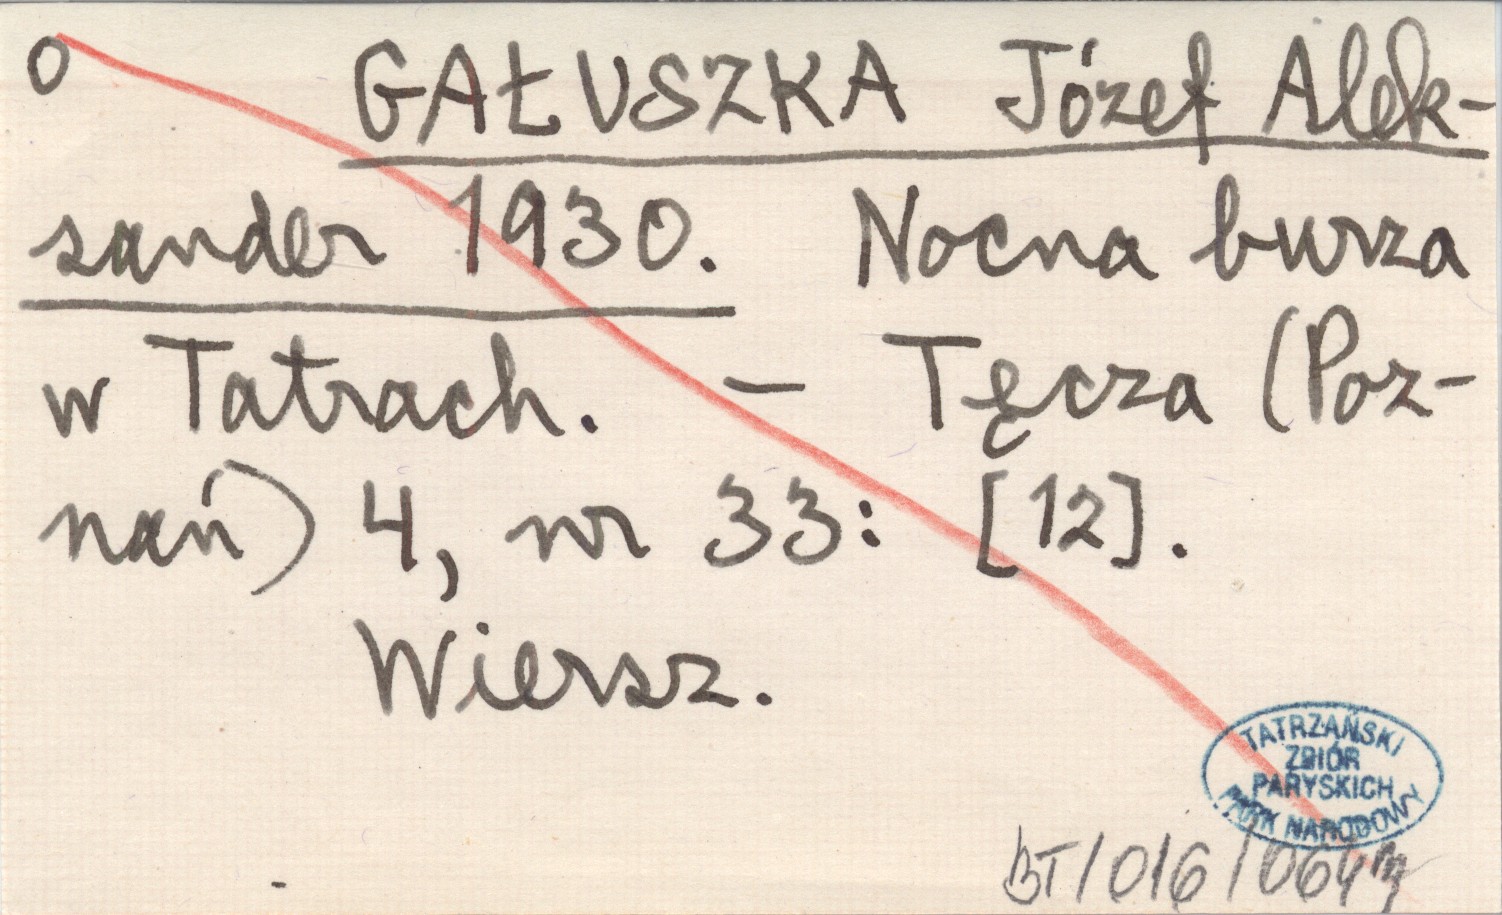 o GAŁUSZKA Józef Alek-
sander 1930. Nocna burza
w Tatrach. — Tęcza (Poz-
nań) 4, nr 33: [12].
Wiersz.
TATRZAŃSKI
ZBIÓR
PARYSKICH
PARK NARODOWY
BT/016/064